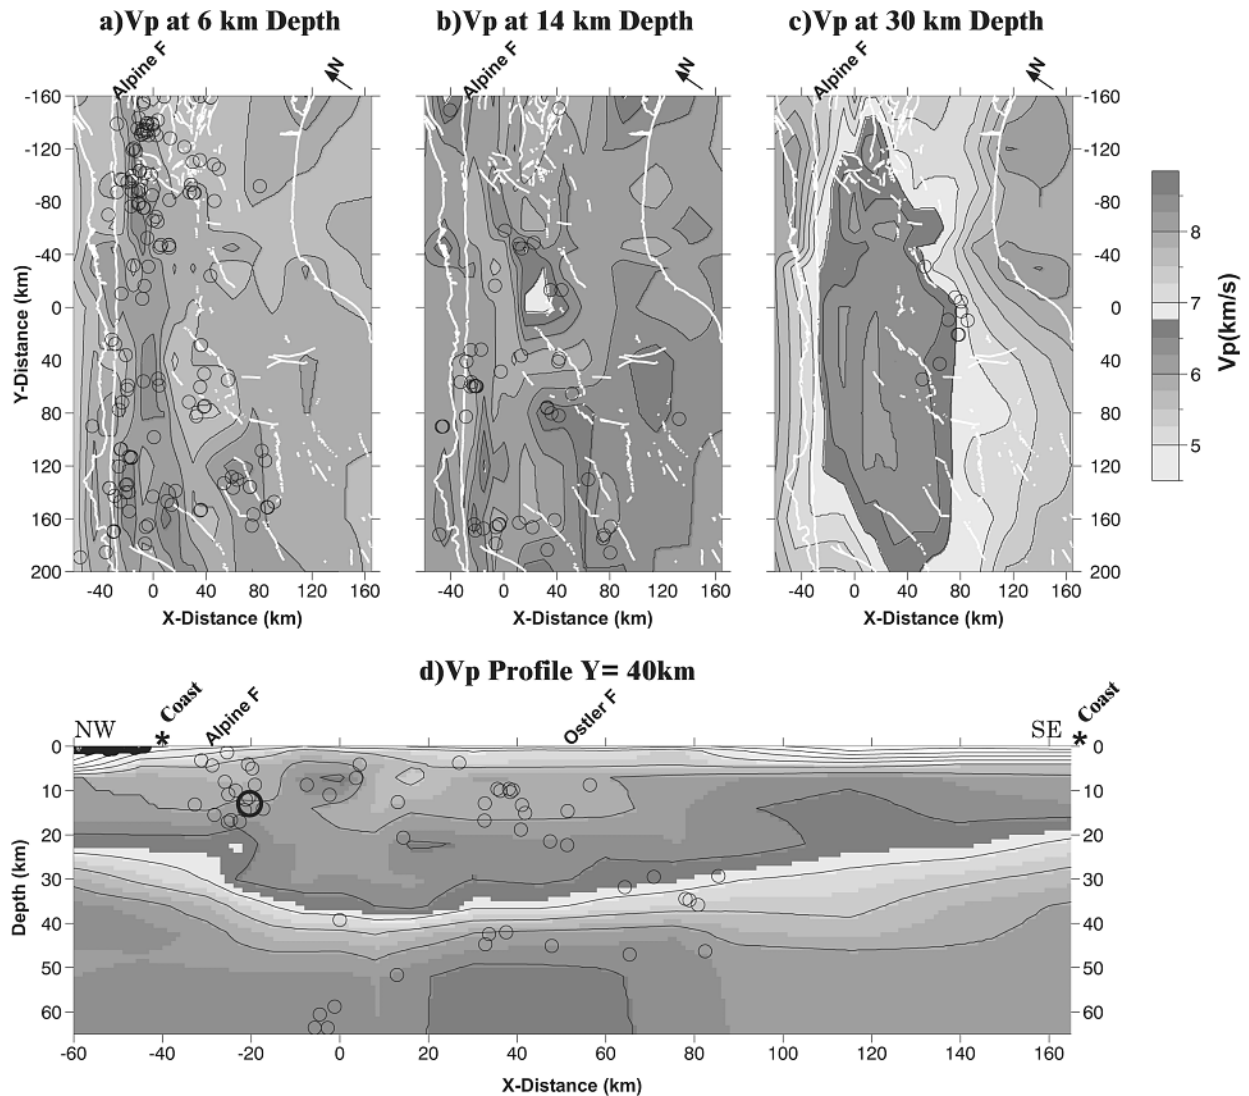 a)Vp at 6 km Depth
b)Vp at 14 km Depth
c)Vp at 30 km Depth
Alpine F
Alpine F
Alpine F
N
N
N
-160
-120
-80
-40
0
40
80
120
160
200
Y-Distance (km)
-160
-120
-80
-40
0
40
80
120
160
200
-40 0 40 80 120 160
-40 0 40 80 120 160
-40 0 40 80 120 160
X-Distance (km)
X-Distance (km)
X-Distance (km)
8
7
6
5
Vp(km/s)
d)Vp Profile Y= 40km
NW
* Coast
Alpine F
Ostler F
SE
* Coast
0
10
20
30
40
50
60
Depth (km)
0
10
20
30
40
50
60
-60 -40 -20 0 20 40 60 80 100 120 140 160
X-Distance (km)